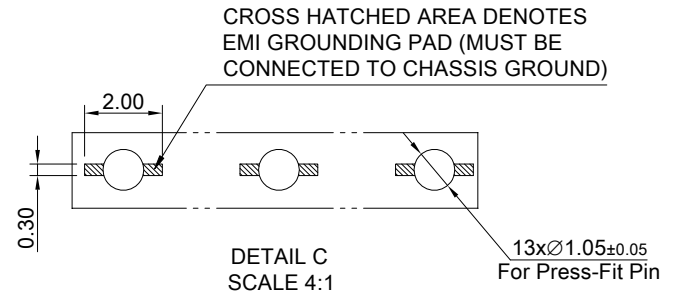 CROSS HATCHED AREA DENOTES
EMI GROUNDING PAD (MUST BE
CONNECTED TO CHASSIS GROUND)
2.00
0.30
DETAIL C
SCALE 4:1
13x∅1.05±0.05
For Press-Fit Pin